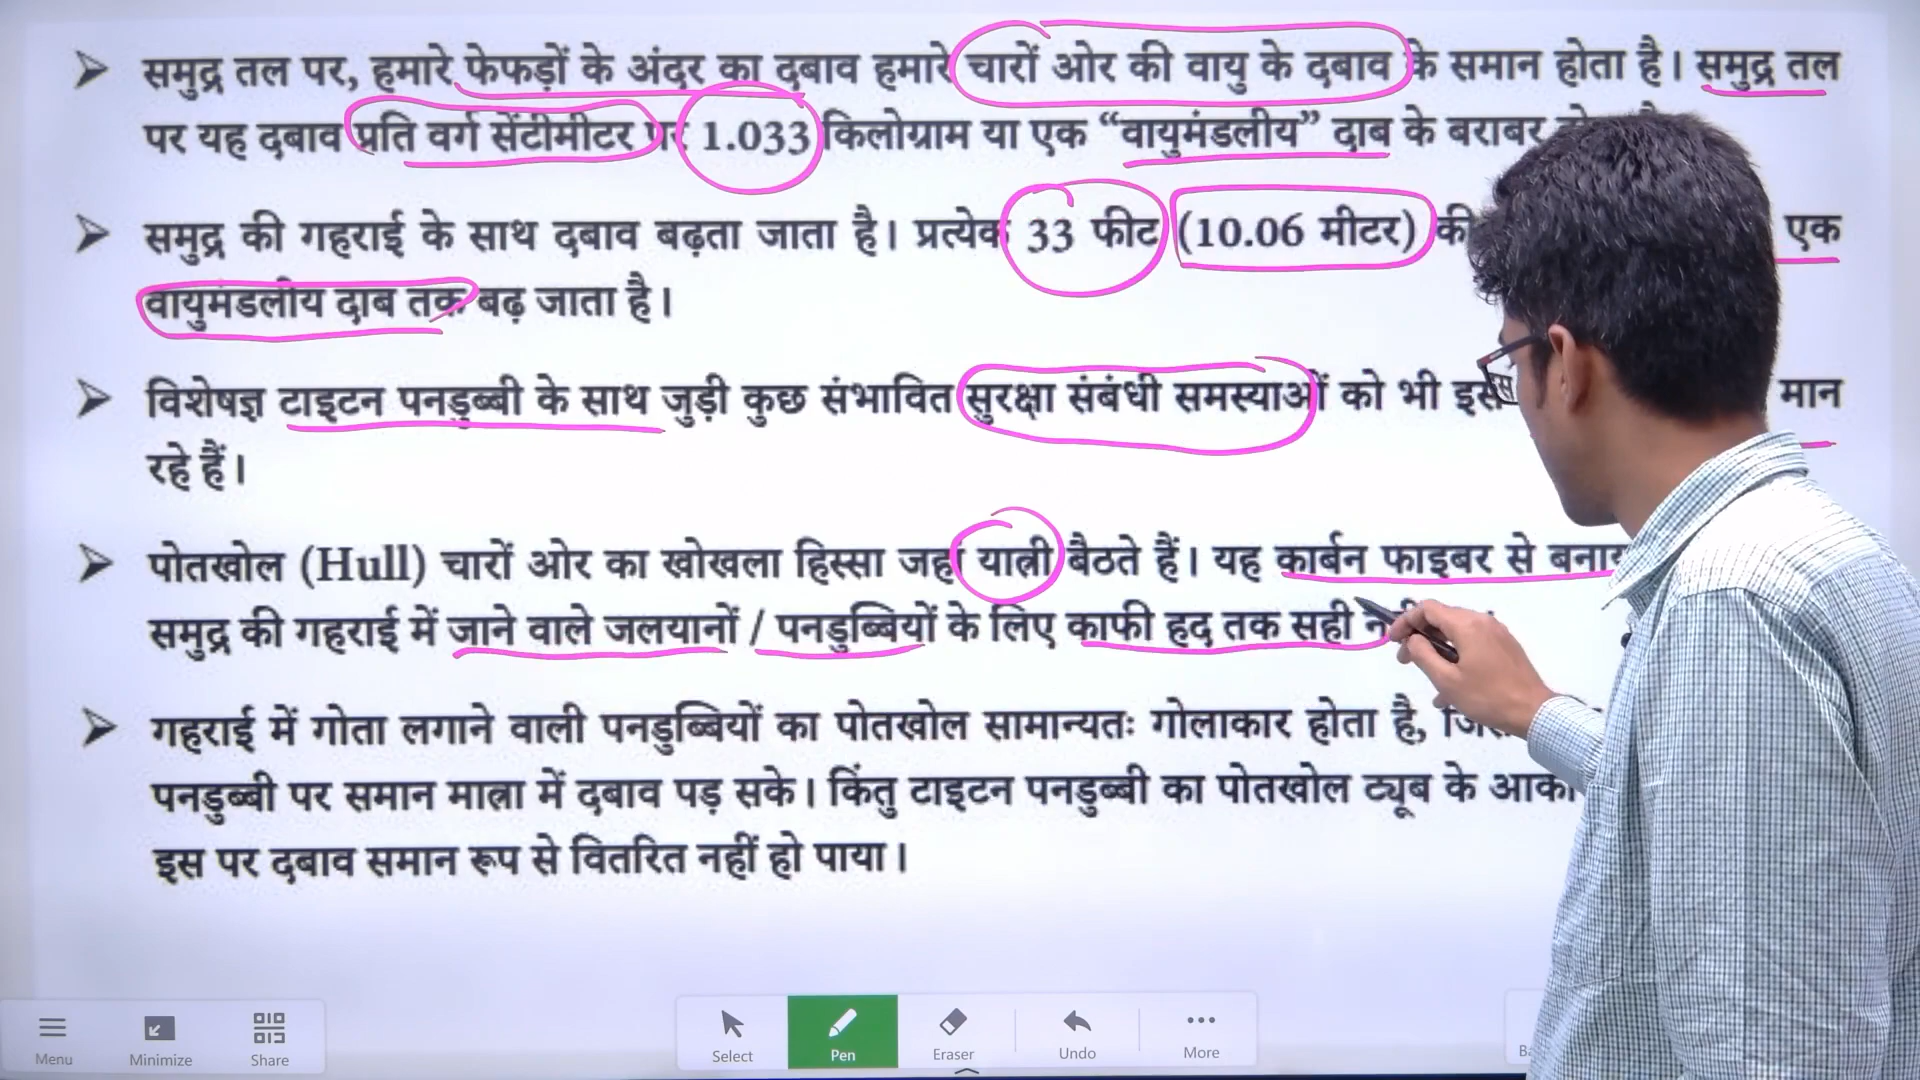 समुद्र तल पर, हमारे फेफड़ों के अंदर का दबाव हमारे चारों ओर की वायु के दबाव के समान होता है। समुद्र तल
पर यह दबाव प्रति वर्ग सेंटीमीटर पर 1.033 किलोग्राम या एक “वायुमंडलीय” दाब के बराबर
समुद्र की गहराई के साथ दबाव बढ़ता जाता है। प्रत्येक 33 फीट (10.06 मीटर) की एक
वायुमंडलीय दाब तक बढ़ जाता है।
विशेषज्ञ टाइटन पनडुब्बी के साथ जुड़ी कुछ संभावित सुरक्षा संबंधी समस्याओं को भी मान
रहे हैं।
पोतखोल (Hull) चारों ओर का खोखला हिस्सा जहां यात्री बैठते हैं। यह कार्बन फाइबर से
समुद्र की गहराई में जाने वाले जलयानों / पनडुब्बियों के लिए काफी हद तक सही
गहराई में गोता लगाने वाली पनडुब्बियों का पोतखोल सामान्यतः गोलाकार होता है,
पनडुब्बी पर समान मात्रा में दबाव पड़ सके। किंतु टाइटन पनडुब्बी का पोतखोल ट्यूब के
इस पर दबाव समान रूप से वितरित नहीं हो पाया।
Menu Minimize Share Select Pen Eraser Undo More